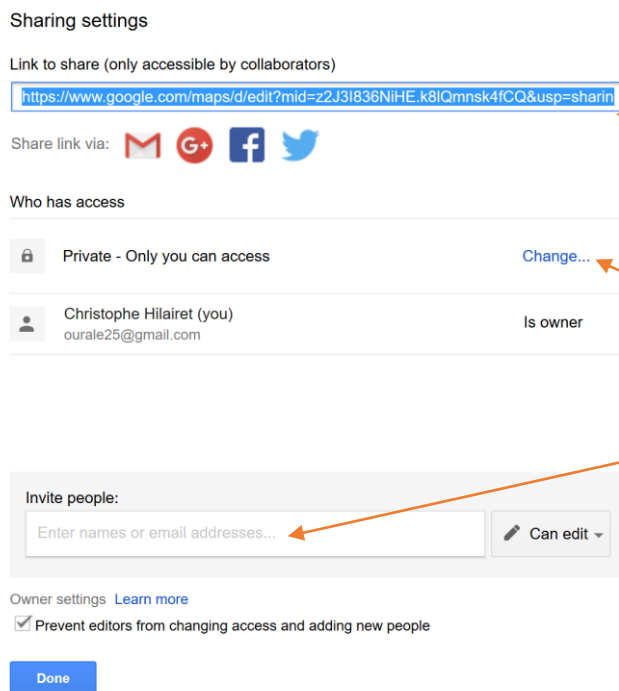 Sharing settings
Link to share (only accessible by collaborators)
https://www.google.com/maps/d/edit?mid=z2J3I836NiHE.k8lQmnsk4fCQ&usp=sharin
Share link via: G+ f
Who has access
Private - Only you can access Change...
Christophe Hilairet (you) Is owner
ourale25@gmail.com
Invite people:
Enter names or email addresses... Can edit
Owner settings Learn more
Prevent editors from changing access and adding new people
Done